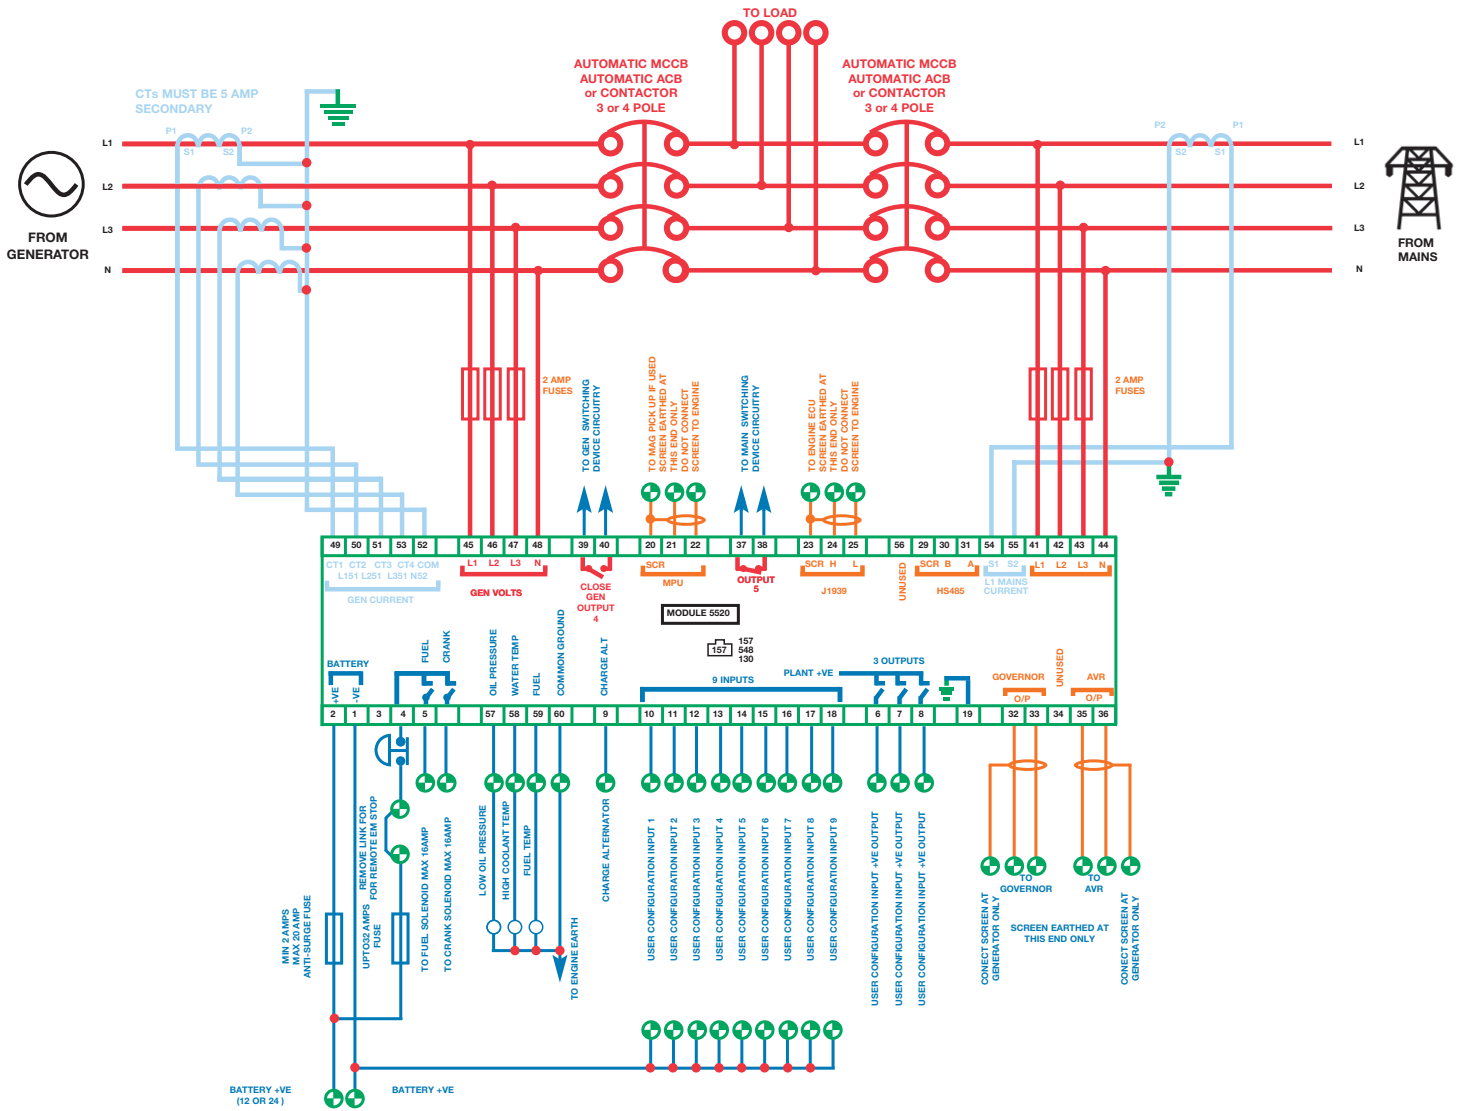 TO LOAD
AUTOMATIC MCCB
AUTOMATIC ACB
or CONTACTOR
3 or 4 POLE
AUTOMATIC MCCB
AUTOMATIC ACB
or CONTACTOR
3 or 4 POLE
CTs MUST BE 5 AMP
SECONDARY
P1 P2
S1 S2
P2 P1
S2 S1
L1
L2
L3
N
L1
L2
L3
N
FROM
GENERATOR
FROM
MAINS
2 AMP
FUSES
2 AMP
FUSES
TO GEN SWITCHING
DEVICE CIRCUITRY
TO MAG PICK UP IF USED
SCREEN EARTHED AT
THIS END ONLY
DO NOT CONNECT
SCREEN TO ENGINE
TO MAIN SWITCHING
DEVICE CIRCUITRY
TO ENGINE ECU
SCREEN EARTHED AT
THIS END ONLY
DO NOT CONNECT
SCREEN TO ENGINE
49 50 51 53 52 45 46 47 48 39 40 20 21 22 37 38 23 24 25 56 29 30 31 54 55 41 42 43 44
CT1 CT2 CT3 CT4 COM
L151 L251 L351 N52
GEN CURRENT
L1 L2 L3 N
GEN VOLTS
CLOSE
GEN
OUTPUT
4
SCR
MPU
OUTPUT
5
SCR H L
J1939
UNUSED
SCR B A
HS485
S1 S2
L1 MAINS
CURRENT
L1 L2 L3 N
MODULE 5520
157
157
548
130
BATTERY
+VE
-VE
FUEL
CRANK
OIL PRESSURE
WATER TEMP
FUEL
COMMON GROUND
CHARGE ALT
9 INPUTS
PLANT +VE
3 OUTPUTS
GOVERNOR
O/P
UNUSED
AVR
O/P
2 1 3 4 5 57 58 59 60 9 10 11 12 13 14 15 16 17 18 6 7 8 19 32 33 34 35 36
MIN 2 AMPS
MAX 20 AMP
ANTI-SURGE FUSE
REMOVE LINK FOR
FOR REMOTE EM STOP
UPTO32 AMPS
FUSE
TO FUEL SOLENOID MAX 16AMP
TO CRANK SOLENOID MAX 16AMP
LOW OIL PRESSURE
HIGH COOLANT TEMP
FUEL TEMP
TO ENGINE EARTH
CHARGE ALTERNATOR
USER CONFIGURATION INPUT 1
USER CONFIGURATION INPUT 2
USER CONFIGURATION INPUT 3
USER CONFIGURATION INPUT 4
USER CONFIGURATION INPUT 5
USER CONFIGURATION INPUT 6
USER CONFIGURATION INPUT 7
USER CONFIGURATION INPUT 8
USER CONFIGURATION INPUT 9
USER CONFIGURATION INPUT +VE OUTPUT
USER CONFIGURATION INPUT +VE OUTPUT
USER CONFIGURATION INPUT +VE OUTPUT
CONECT SCREEN AT
GENERATOR ONLY
TO
GOVERNOR
TO
AVR
SCREEN EARTHED AT
THIS END ONLY
CONECT SCREEN AT
GENERATOR ONLY
BATTERY +VE
(12 OR 24 )
BATTERY +VE